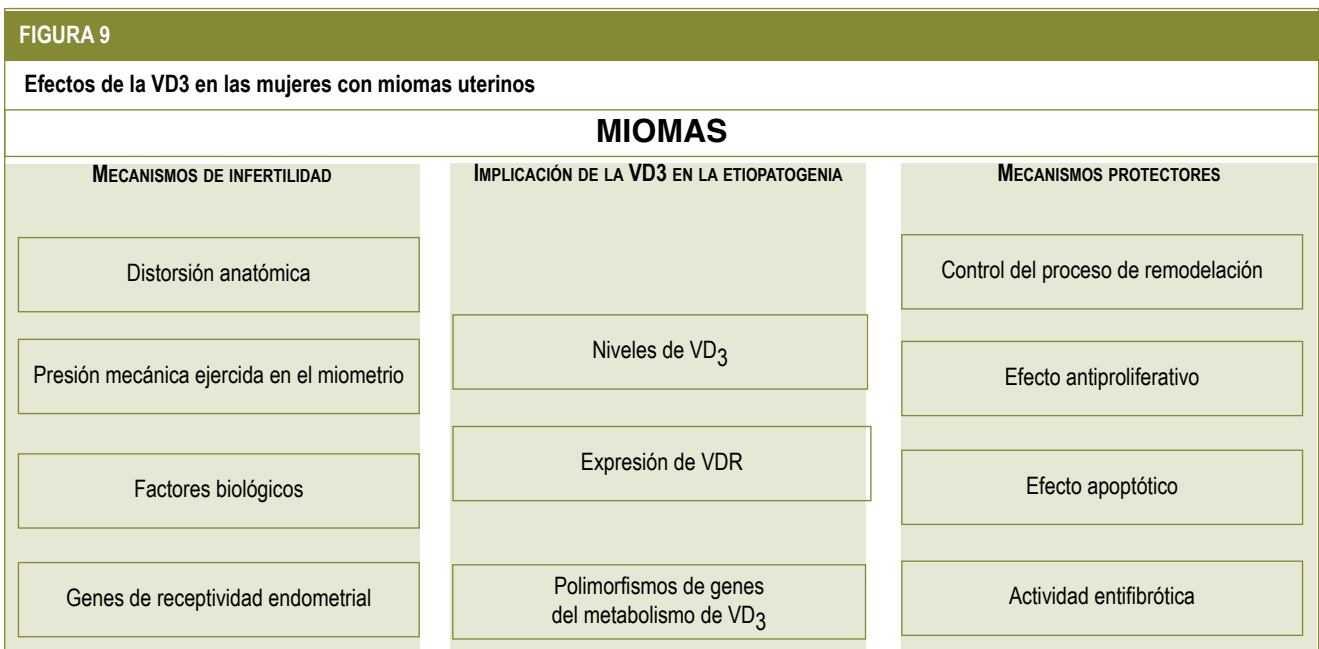 FIGURA 9
Efectos de la VD3 en las mujeres con miomas uterinos
MIOMAS
MECANISMOS DE INFERTILIDAD
Distorsión anatómica
Presión mecánica ejercida en el miometrio
Factores biológicos
Genes de receptividad endometrial
IMPLICACIÓN DE LA VD3 EN LA ETIOPATOGENIA
Niveles de VD3
Expresión de VDR
Polimorfismos de genes
del metabolismo de VD3
MECANISMOS PROTECTORES
Control del proceso de remodelación
Efecto antiproliferativo
Efecto apoptótico
Actividad entifibrótica